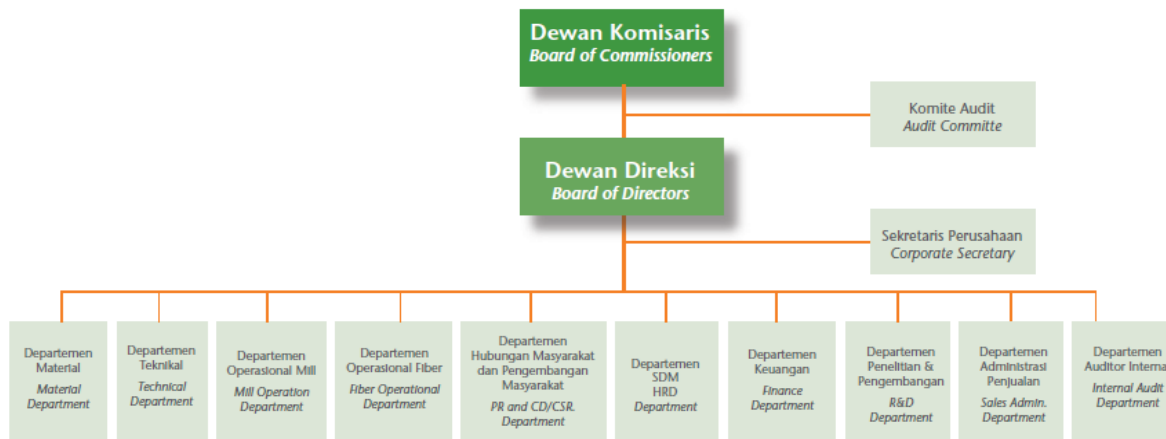 Dewan Komisaris
Board of Commissioners
Komite Audit
Audit Committe
Dewan Direksi
Board of Directors
Sekretaris Perusahaan
Corporate Secretary
Departemen
Material
Material
Department
Departemen
Teknikal
Technical
Department
Departemen
Operasional Mill
Mill Operation
Department
Departemen
Operasional Fiber
Fiber Operational
Department
Departemen
Hubungan Masyarakat
dan Pengembangan
Masyarakat
PR and CD/CSR.
Department
Departemen
SDM
HRD
Department
Departemen
Keuangan
Finance
Department
Departemen
Penelitian &
Pengembangan
R&D
Department
Departemen
Administrasi
Penjualan
Sales Admin.
Department
Departemen
Auditor Interna
Internal Audit
Department